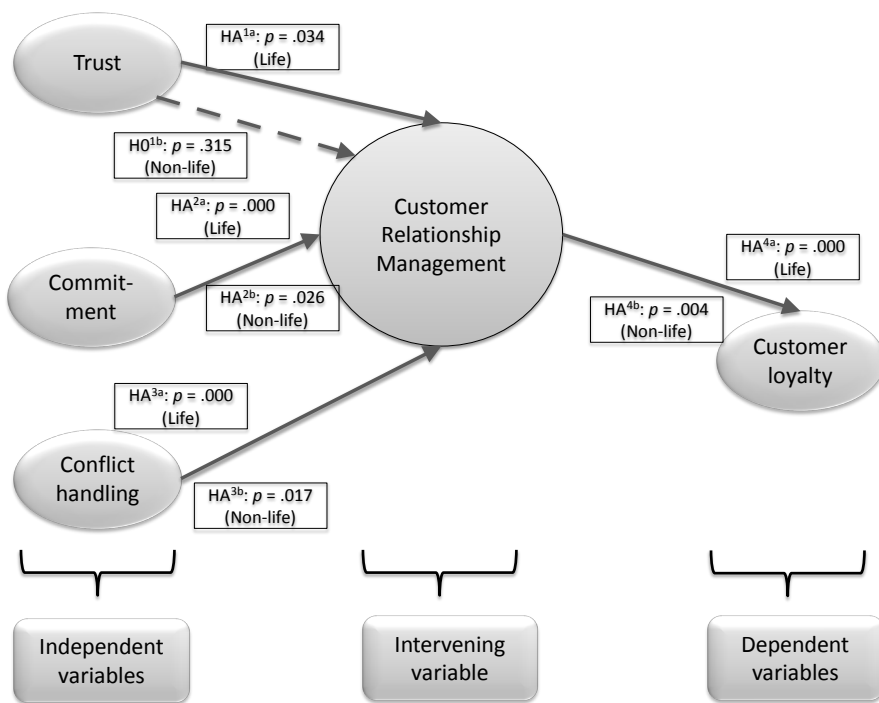 Trust
HA1a: p = .034
(Life)
H01b: p = .315
(Non-life)
HA2a: p = .000
(Life)
Customer
Relationship
Management
Commit-
ment
HA2b: p = .026
(Non-life)
HA4a: p = .000
(Life)
HA4b: p = .004
(Non-life)
Customer
loyalty
HA3a: p = .000
(Life)
Conflict
handling
HA3b: p = .017
(Non-life)
Independent
variables
Intervening
variable
Dependent
variables